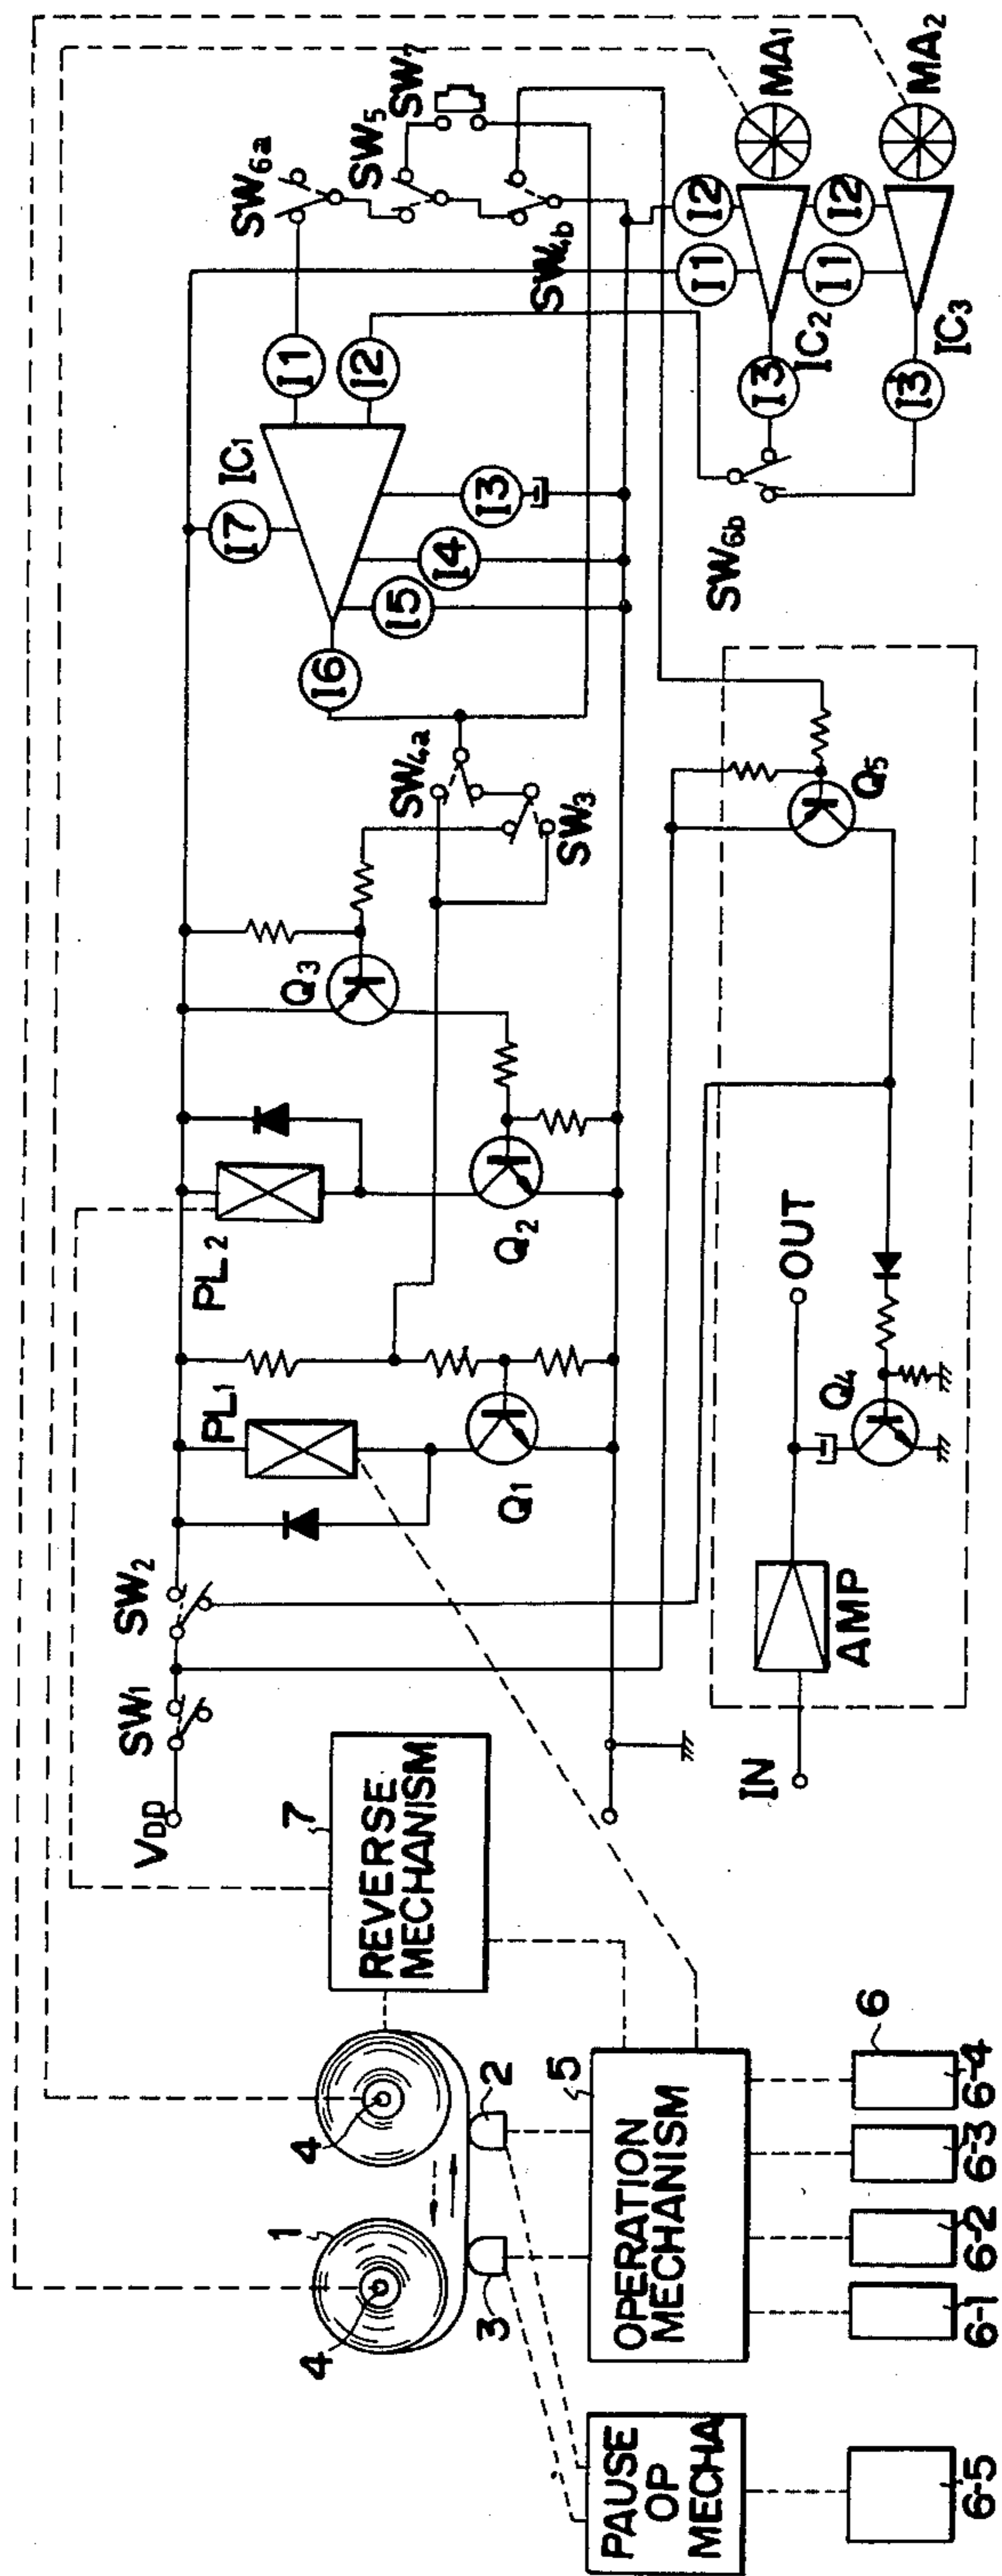 VDD
SW1
SW2
PL1
PL2
Q1
Q2
Q3
SW4a
SW3
I6
I7
IC1
I5
I4
I3
I1
I2
SW6a
SW5
SW7
SW4b
I1
I2
I1
I2
MA1
MA2
I3
IC2
I3
IC3
SW6b
7
REVERSE
MECHANISM
1
4
4
2
3
5
OPERATION
MECHANISM
PAUSE
OP
MECHA
6
6-1
6-2
6-3
6-4
6-5
IN
AMP
OUT
Q4
Q5